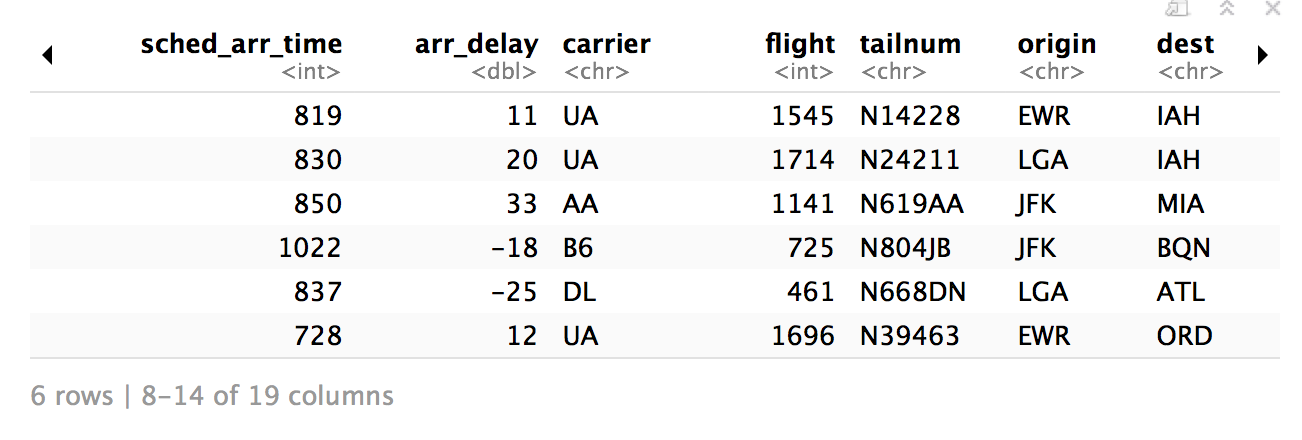 sched_arr_time arr_delay carrier flight tailnum origin dest
<int> <dbl> <chr> <int> <chr> <chr> <chr>
819 11 UA 1545 N14228 EWR IAH
830 20 UA 1714 N24211 LGA IAH
850 33 AA 1141 N619AA JFK MIA
1022 -18 B6 725 N804JB JFK BQN
837 -25 DL 461 N668DN LGA ATL
728 12 UA 1696 N39463 EWR ORD
6 rows | 8-14 of 19 columns